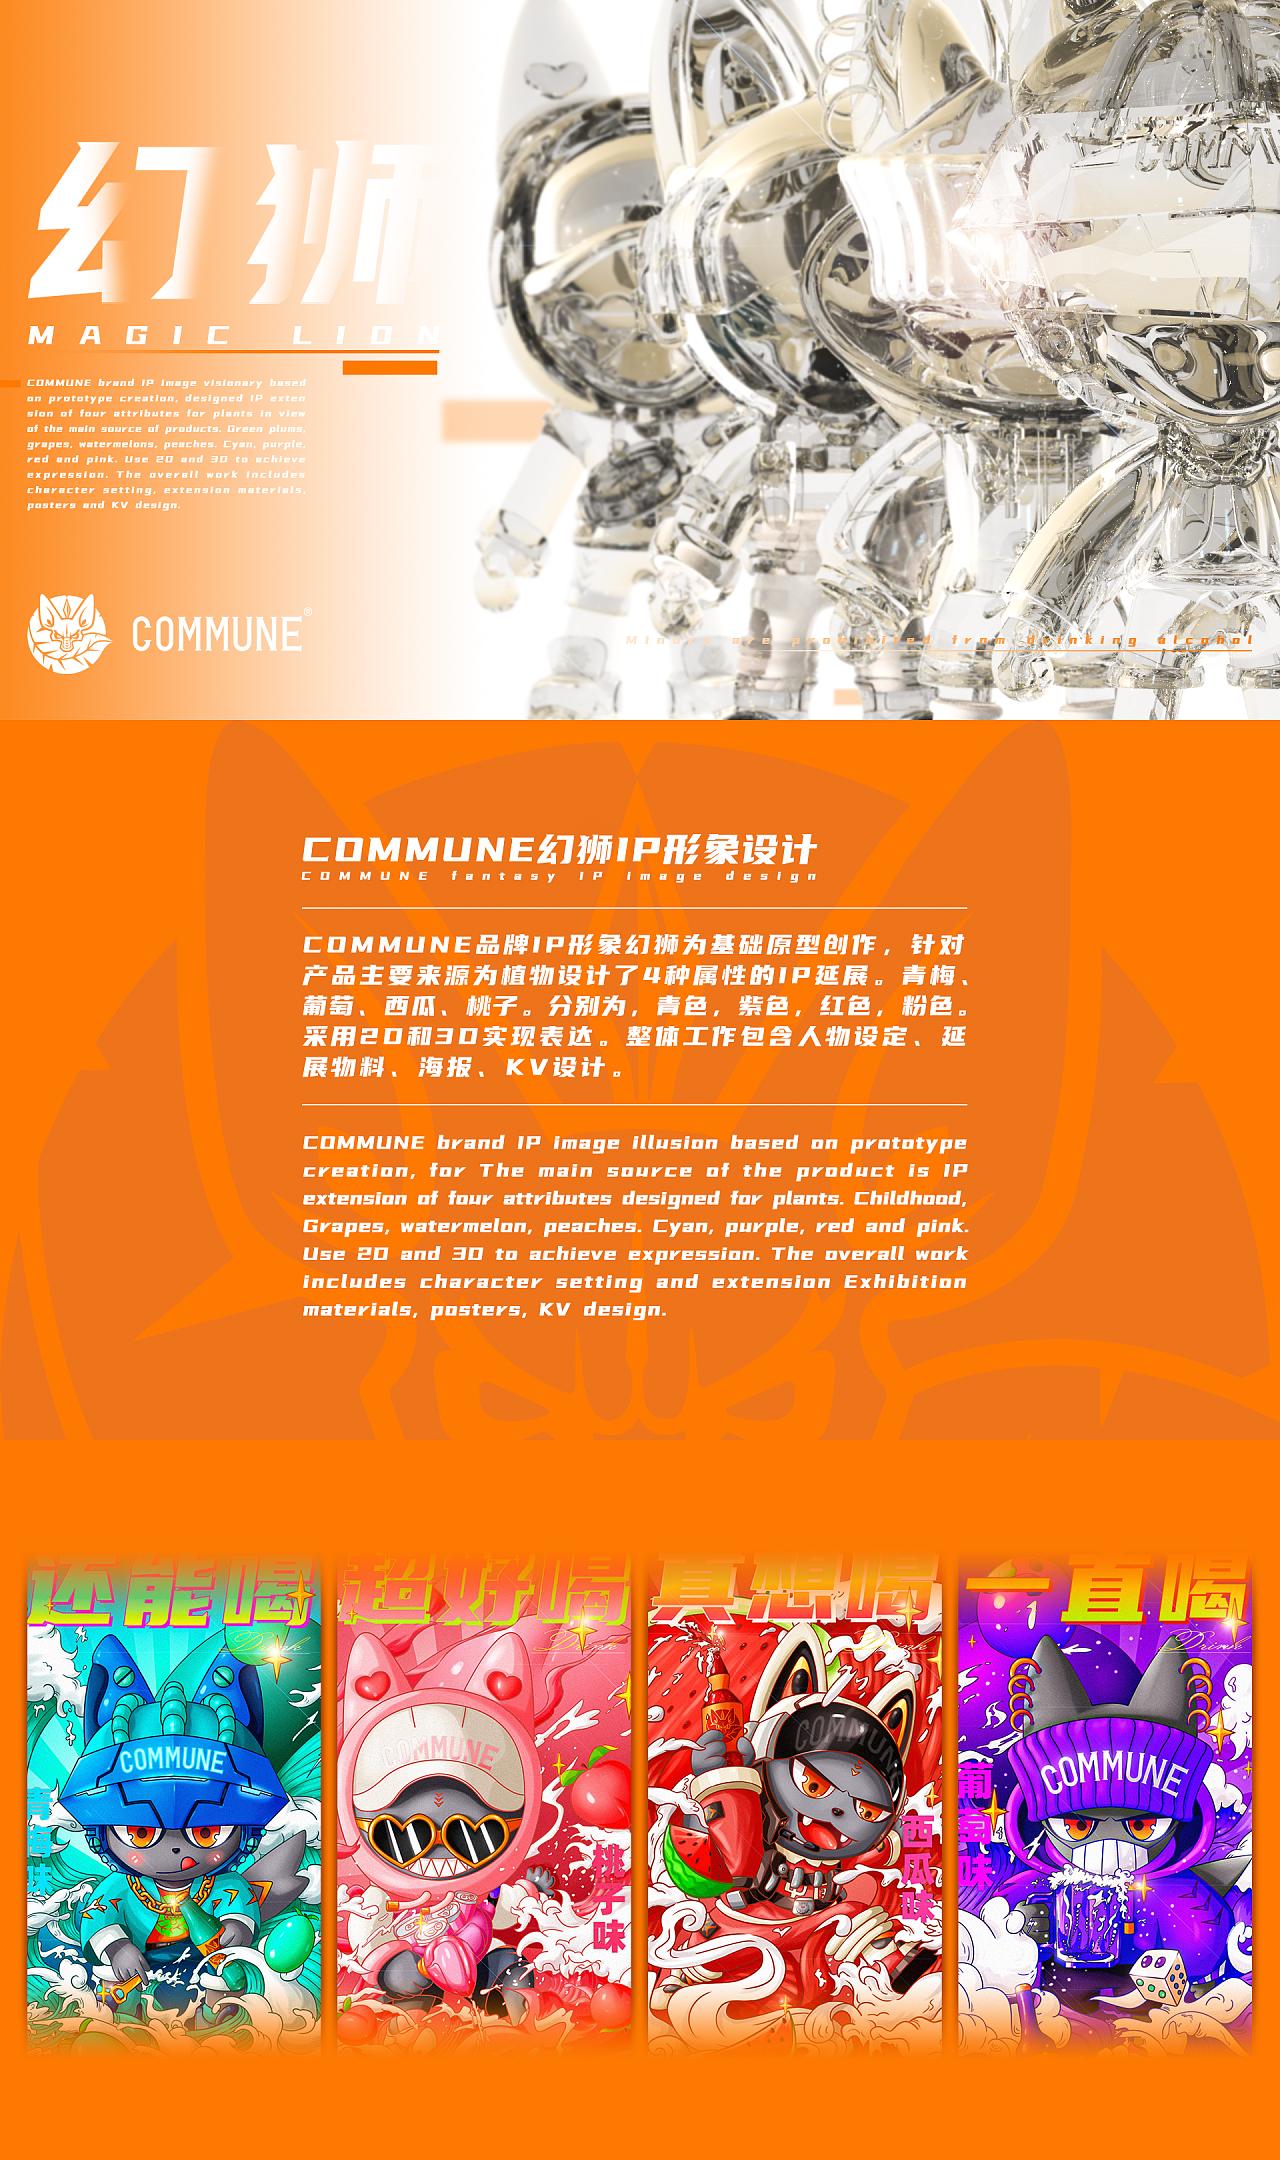 幻狮
MAGIC LION
COMMUNE brand IP image visionary based
on prototype creation, designed IP exten
sion of four attributes for plants in view
of the main source of products. Green plums,
grapes, watermelons, peaches. Cyan, purple,
red and pink. Use 2D and 3D to achieve
expression. The overall work includes
character setting, extension materials,
posters and KV design.
COMMUNE®
Minors are prohibited from drinking alcohol
COMMUNE幻狮IP形象设计
COMMUNE fantasy IP image design
COMMUNE品牌IP形象幻狮为基础原型创作，针对
产品主要来源为植物设计了4种属性的IP延展。青梅、
葡萄、西瓜、桃子。分别为，青色，紫色，红色，粉色。
采用2D和3D实现表达。整体工作包含人物设定、延
展物料、海报、KV设计。
COMMUNE brand IP image illusion based on prototype
creation, for The main source of the product is IP
extension of four attributes designed for plants. Childhood,
Grapes, watermelon, peaches. Cyan, purple, red and pink.
Use 2D and 3D to achieve expression. The overall work
includes character setting and extension Exhibition
materials, posters, KV design.
还能喝
Drink
COMMUNE
青梅味
超好喝
Drink
COMMUNE
桃子味
真想喝
Drink
COMMUNE
西瓜味
一直喝
Drink
COMMUNE
葡萄味